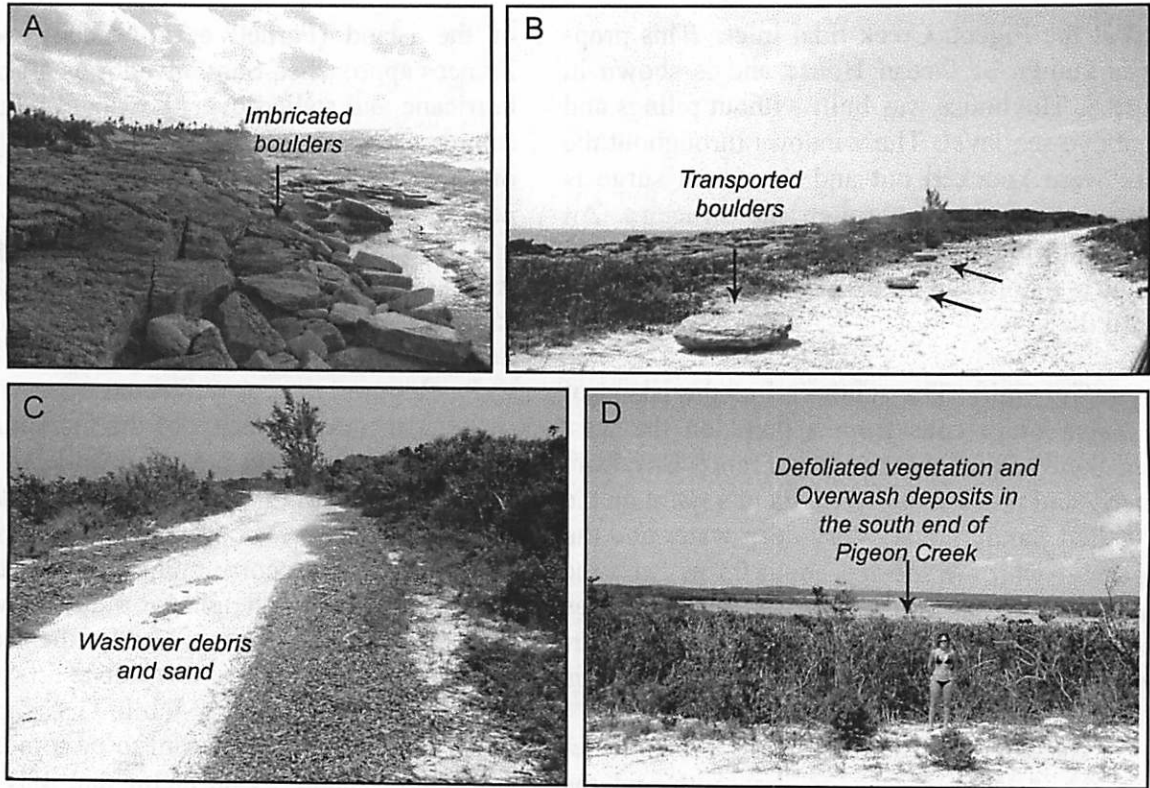 A
Imbricated
boulders
B
Transported
boulders
C
Washover debris
and sand
D
Defoliated vegetation and
Overwash deposits in
the south end of
Pigeon Creek